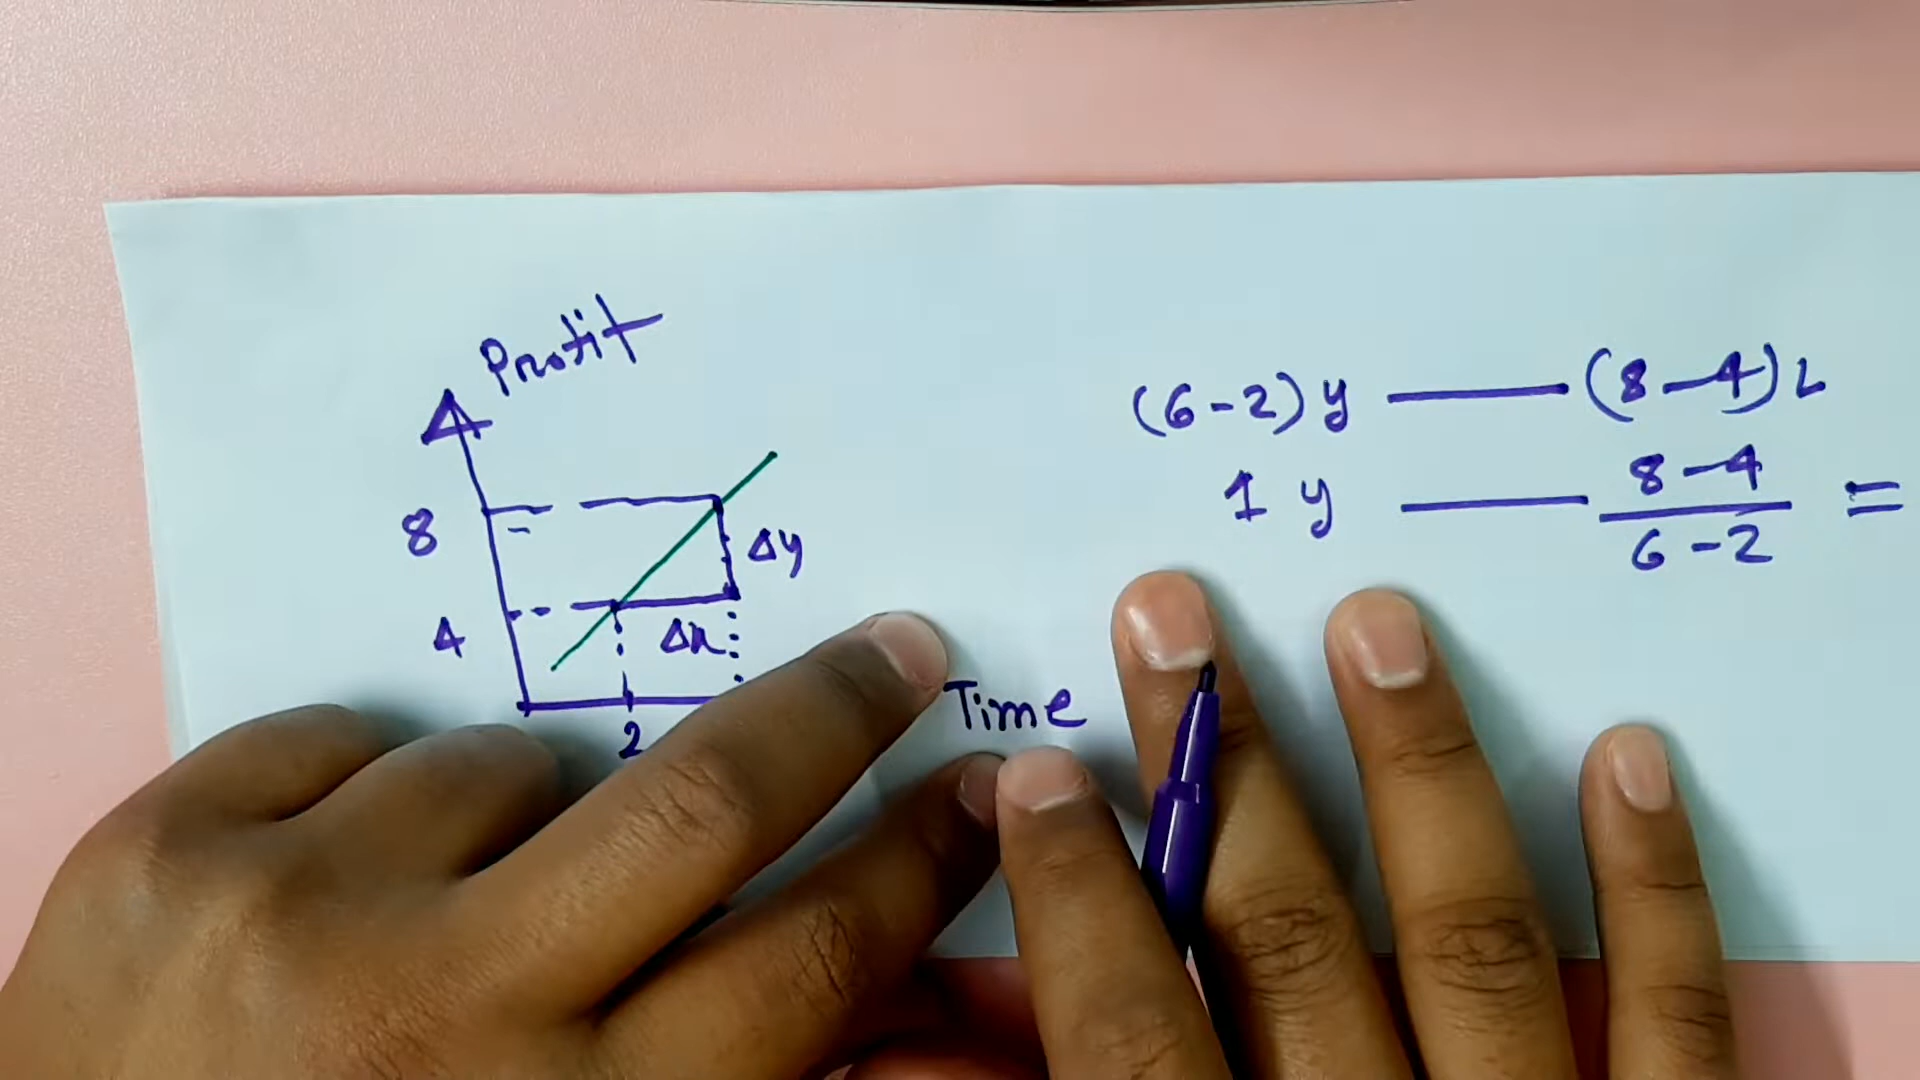 Profit
8
Δy
4
Δx
Time
2
(6-2) y — (8-4) L
1 y — 8-4 =
6-2